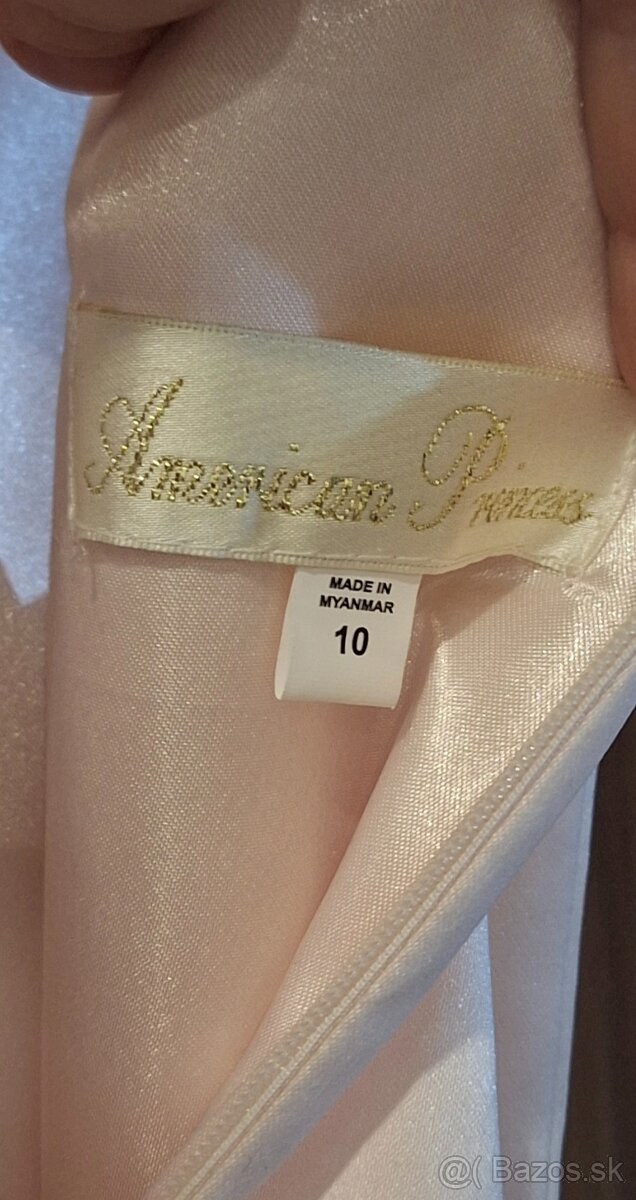 American Princess
MADE IN
MYANMAR
10
@( Bazos.sk